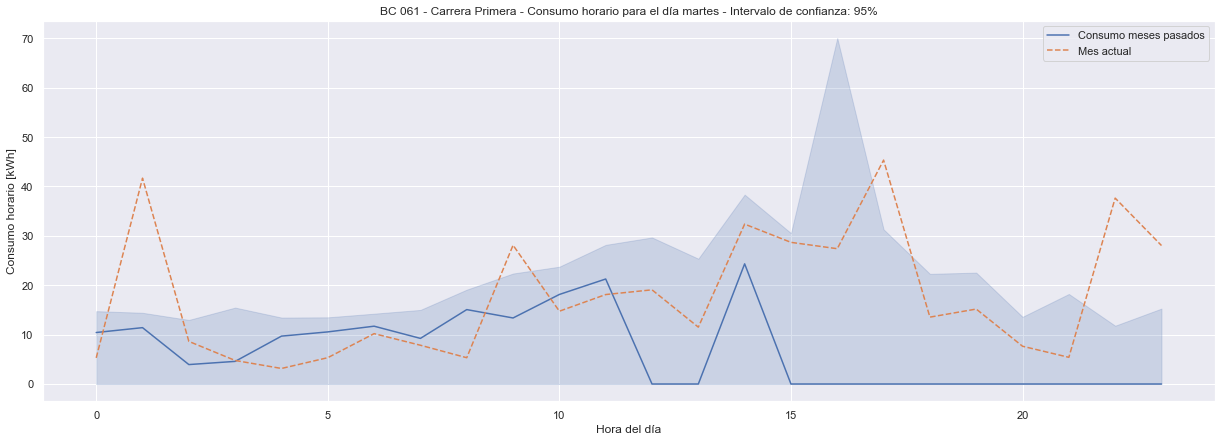 BC 061 - Carrera Primera - Consumo horario para el día martes - Intervalo de confianza: 95%
Consumo meses pasados
Mes actual
Consumo horario [kWh]
70
60
50
40
30
20
10
0
0
5
10
15
20
Hora del día